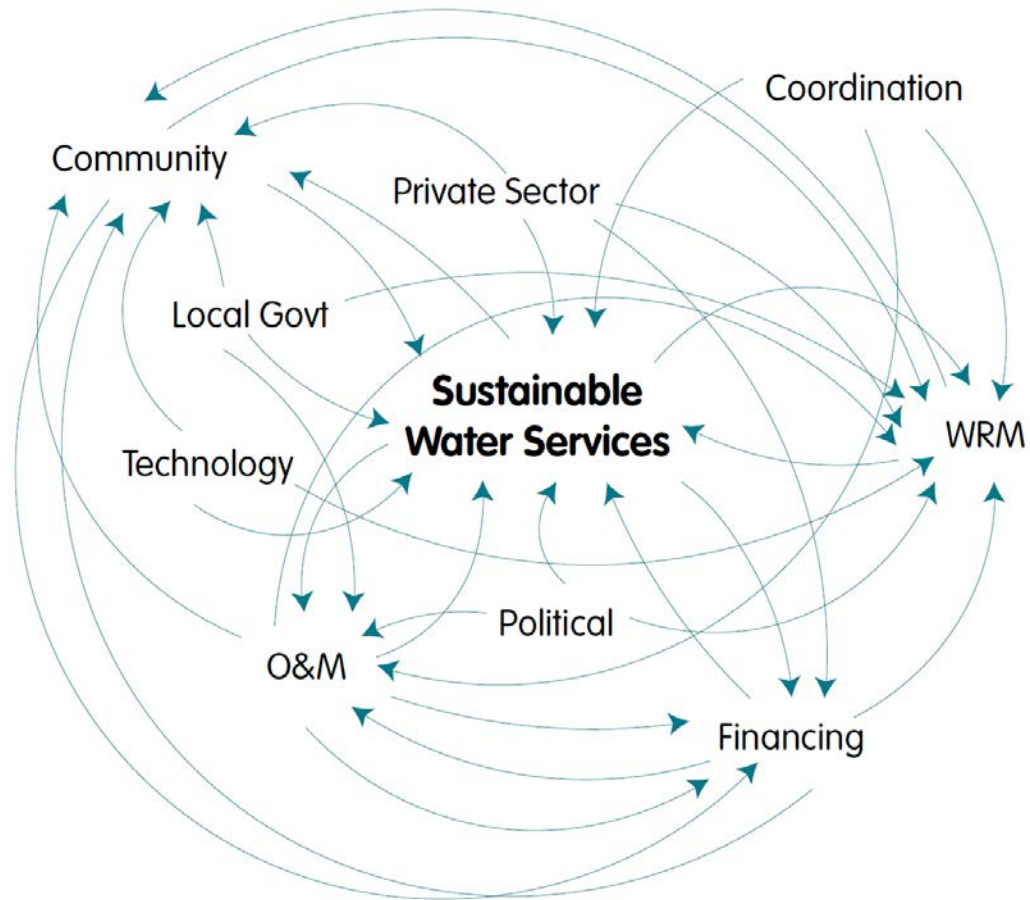 Coordination
Community
Private Sector
Local Govt
Sustainable
Water Services
WRM
Technology
Political
O&M
Financing